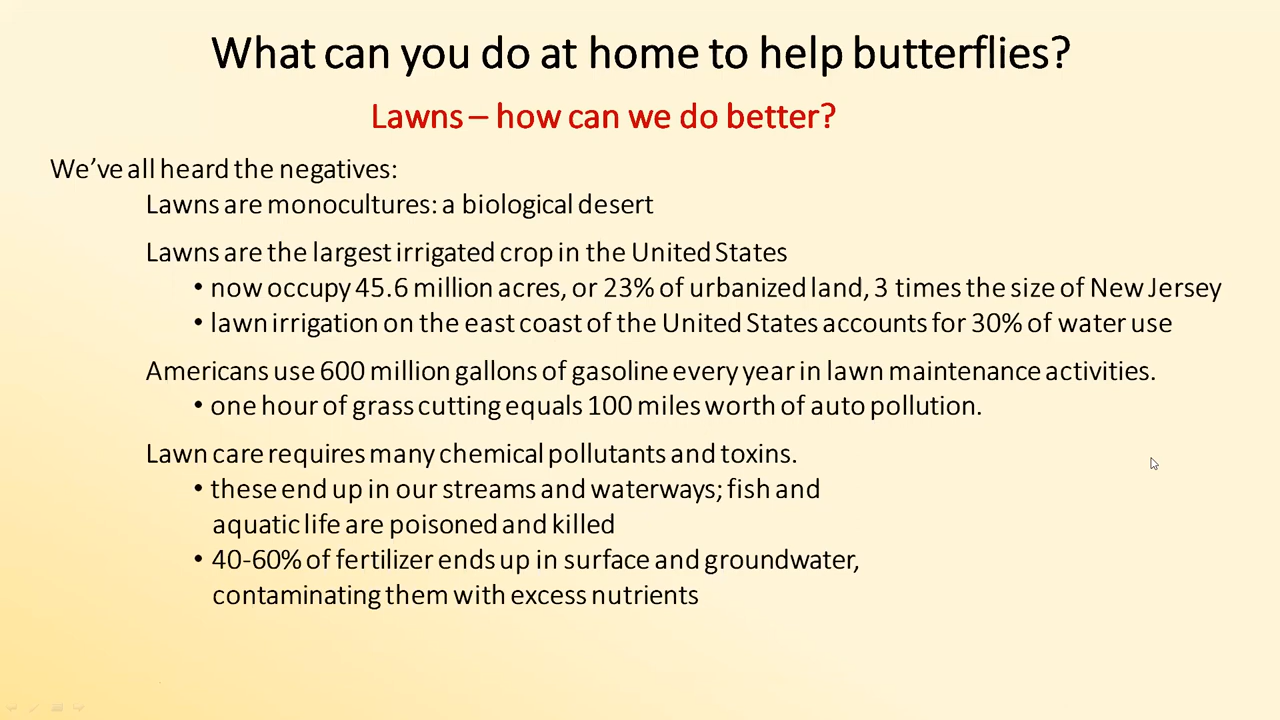 What can you do at home to help butterflies?
Lawns – how can we do better?
We’ve all heard the negatives:
Lawns are monocultures: a biological desert
Lawns are the largest irrigated crop in the United States
• now occupy 45.6 million acres, or 23% of urbanized land, 3 times the size of New Jersey
• lawn irrigation on the east coast of the United States accounts for 30% of water use
Americans use 600 million gallons of gasoline every year in lawn maintenance activities.
• one hour of grass cutting equals 100 miles worth of auto pollution.
Lawn care requires many chemical pollutants and toxins.
• these end up in our streams and waterways; fish and
aquatic life are poisoned and killed
• 40-60% of fertilizer ends up in surface and groundwater,
contaminating them with excess nutrients